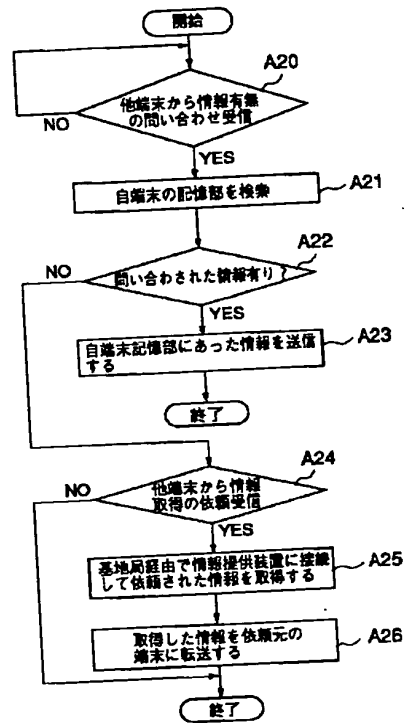 開始
A20
他端末から情報有無
の問い合わせ受信
NO
YES
自端末の記憶部を検索
A21
A22
NO
問い合わされた情報有り
YES
自端末記憶部にあった情報を送信
する
A23
終了
A24
NO
他端末から情報
取得の依頼受信
YES
基地局経由で情報提供装置に接続
して依頼された情報を取得する
A25
取得した情報を依頼元の
端末に転送する
A26
終了